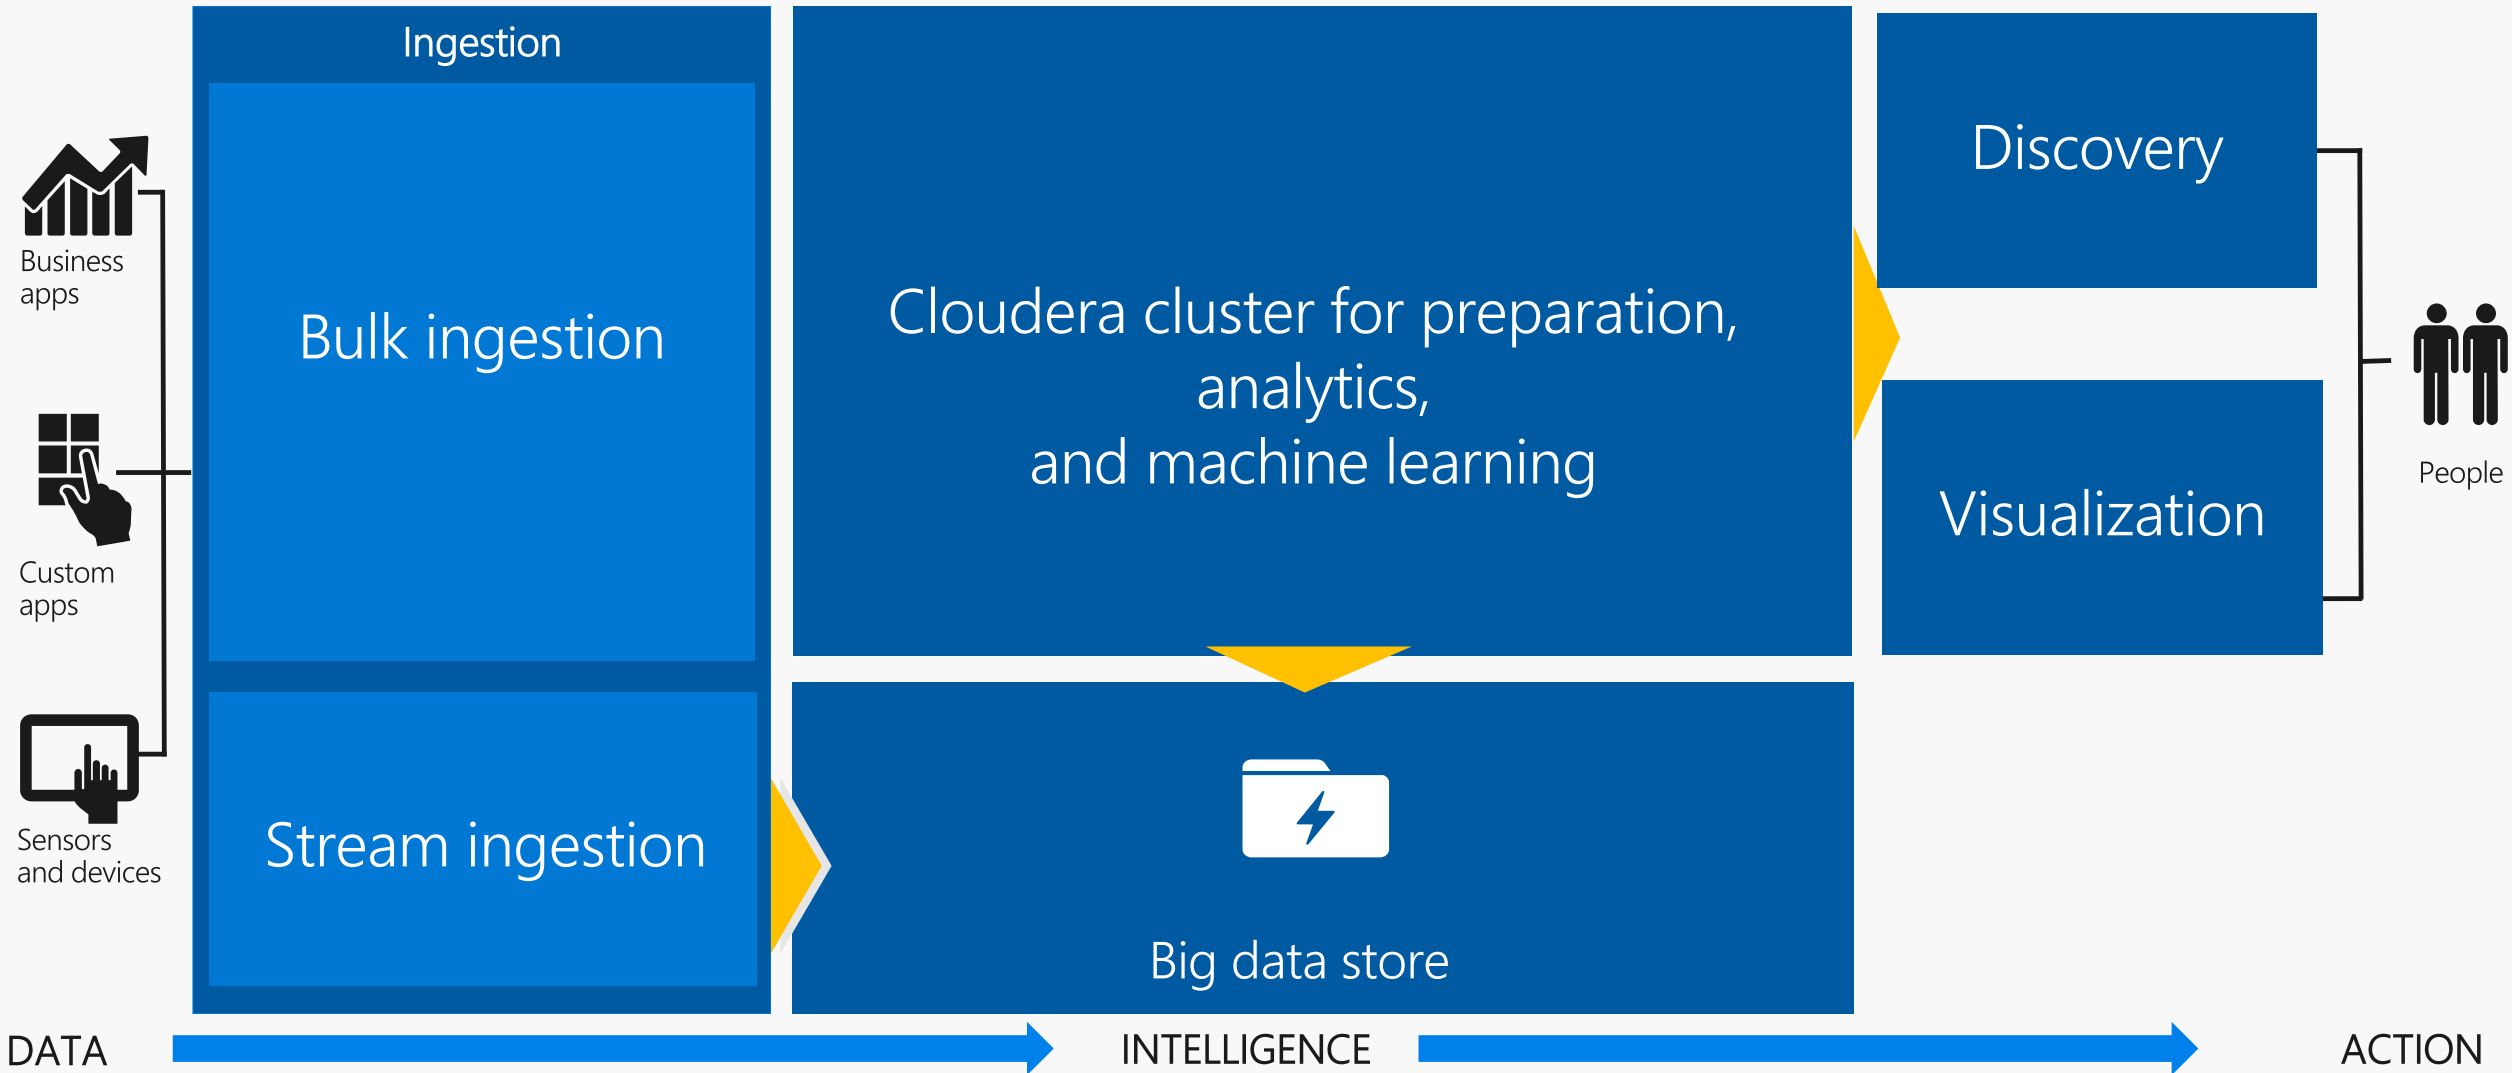 Ingestion
Business
apps
Custom
apps
Sensors
and devices
Bulk ingestion
Stream ingestion
Cloudera cluster for preparation,
analytics,
and machine learning
Big data store
Discovery
Visualization
People
DATA
INTELLIGENCE
ACTION